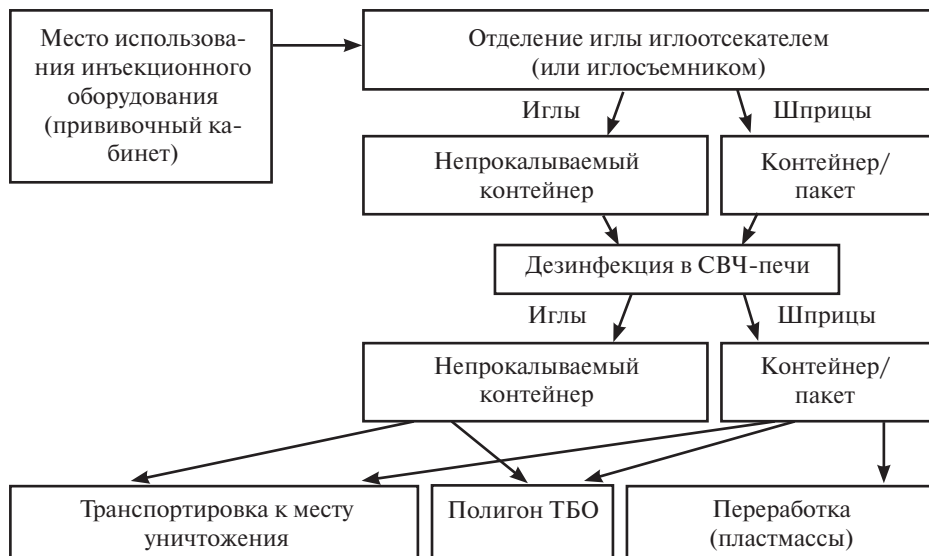 Место использова-
ния инъекционного
оборудования
(прививочный ка-
бинет)
Отделение иглы иглоотсекателем
(или иглосъемником)
Иглы
Шприцы
Непрокалываемый
контейнер
Контейнер/
пакет
Дезинфекция в СВЧ-печи
Иглы
Шприцы
Непрокалываемый
контейнер
Контейнер/
пакет
Транспортировка к месту
уничтожения
Полигон ТБО
Переработка
(пластмассы)